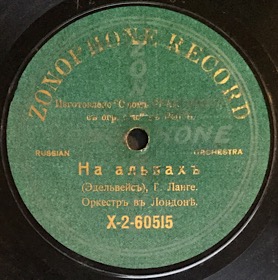 ZONOPHONE RECORD
RUSSIAN ORCHESTRA
На альпахъ
(Эдельвейсъ), Г. Ланге.
Оркестръ въ Лондонѣ.
X-2-60515